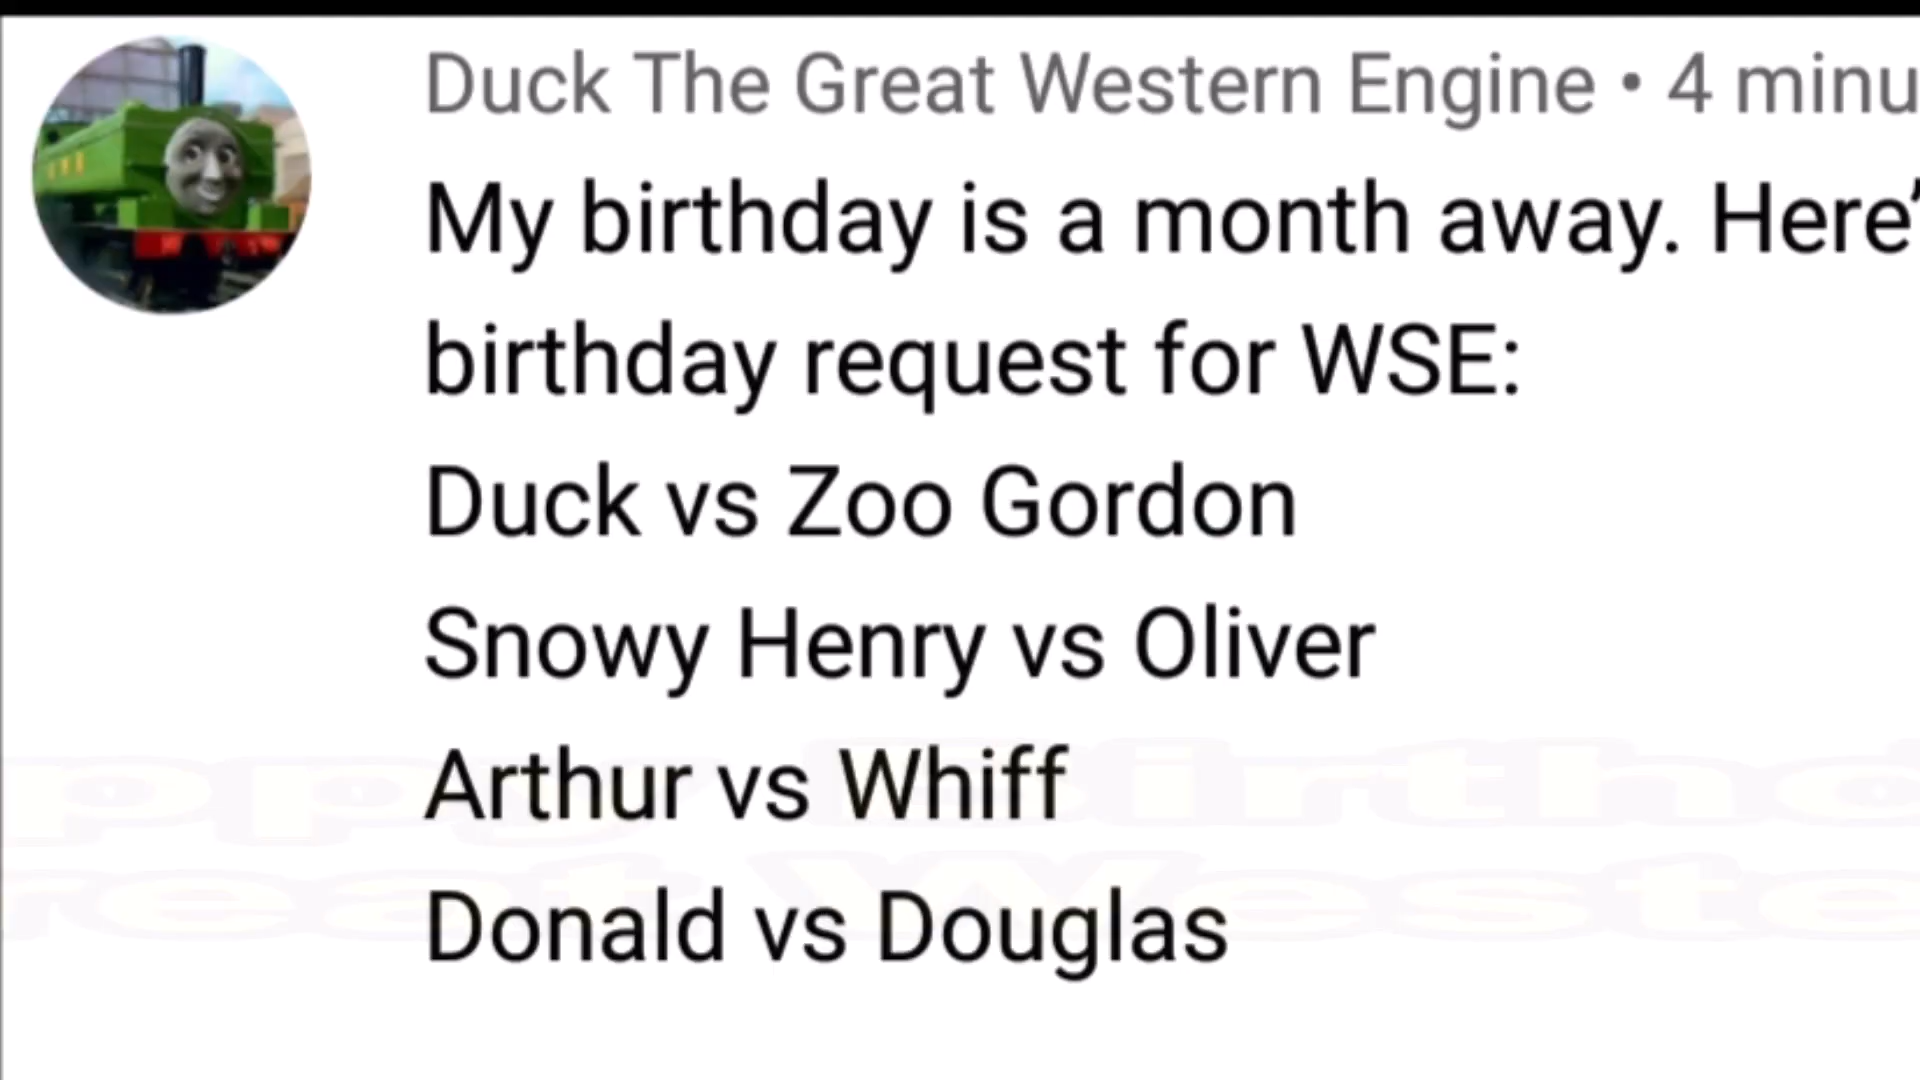 Duck The Great Western Engine • 4 minu
My birthday is a month away. Here’
birthday request for WSE:
Duck vs Zoo Gordon
Snowy Henry vs Oliver
Arthur vs Whiff
Donald vs Douglas